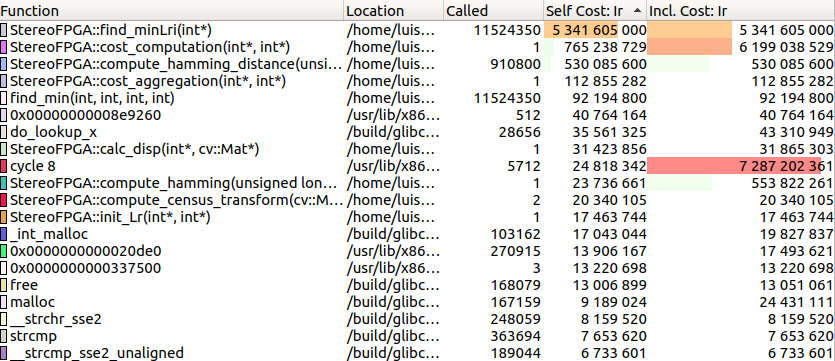 Function Location Called Self Cost: Ir Incl. Cost: Ir
StereoFPGA::find_minLri(int*) /home/luis... 11524350 5 341 605 000 5 341 605 000
StereoFPGA::cost_computation(int*, int*) /home/luis... 1 765 238 729 6 199 038 529
StereoFPGA::compute_hamming_distance(unsi... /home/luis... 910800 530 085 600 530 085 600
StereoFPGA::cost_aggregation(int*, int*) /home/luis... 1 112 855 282 112 855 282
find_min(int, int, int, int) /home/luis... 11524350 92 194 800 92 194 800
0x00000000008e9260 /usr/lib/x86... 512 40 764 164 40 764 164
do_lookup_x /build/glibc... 28656 35 561 325 43 310 949
StereoFPGA::calc_disp(int*, cv::Mat*) /home/luis... 1 31 423 856 31 865 303
cycle 8 /usr/lib/x86... 5712 24 818 342 7 287 202 361
StereoFPGA::compute_hamming(unsigned lon... /home/luis... 1 23 736 661 553 822 261
StereoFPGA::compute_census_transform(cv::M... /home/luis... 2 20 340 105 20 340 105
StereoFPGA::init_Lr(int*, int*) /home/luis... 1 17 463 744 17 463 744
_int_malloc /build/glibc... 103162 17 043 044 19 827 837
0x0000000000020de0 /usr/lib/x86... 270915 13 906 167 17 493 621
0x0000000000337500 /usr/lib/x86... 3 13 220 698 13 220 698
free /build/glibc... 168079 13 006 899 13 051 061
malloc /build/glibc... 167159 9 189 024 24 431 111
__strchr_sse2 /build/glibc... 248059 8 159 520 8 159 520
strcmp /build/glibc... 363694 7 653 620 7 653 620
__strcmp_sse2_unaligned /build/glibc... 189044 6 733 601 6 733 601